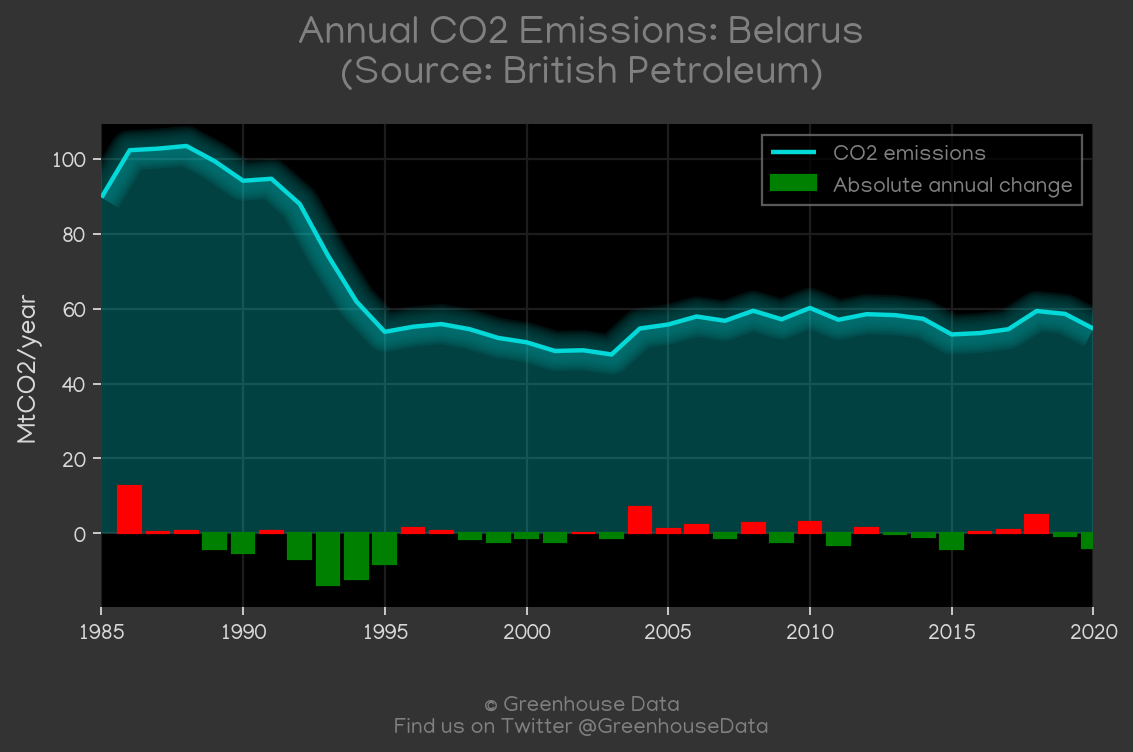 Annual CO2 Emissions: Belarus
(Source: British Petroleum)
CO2 emissions
Absolute annual change
MtCO2/year
100
80
60
40
20
0
1985 1990 1995 2000 2005 2010 2015 2020
© Greenhouse Data
Find us on Twitter @GreenhouseData